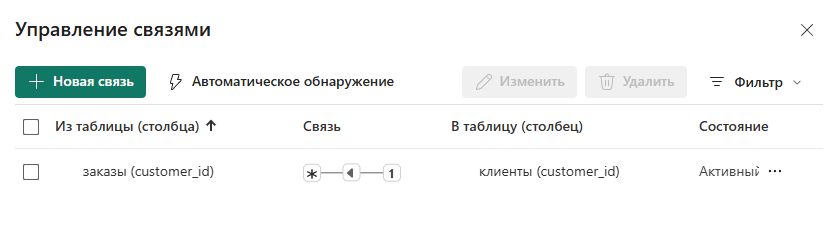 Управление связями
Новая связь Автоматическое обнаружение Изменить Удалить Фильтр
Из таблицы (столбца) Связь В таблицу (столбец) Состояние
заказы (customer_id) * 1 клиенты (customer_id) Активный ...